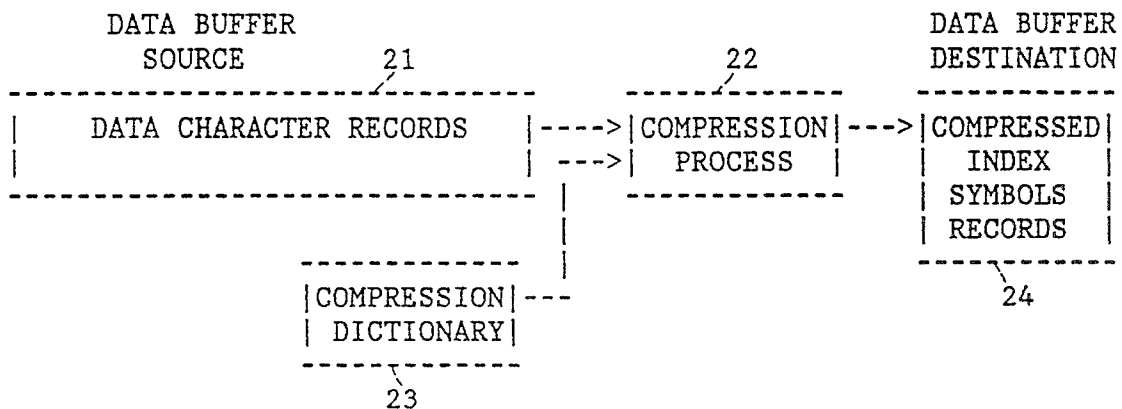 DATA BUFFER
SOURCE
21
DATA CHARACTER RECORDS
22
COMPRESSION
PROCESS
DATA BUFFER
DESTINATION
COMPRESSED
INDEX
SYMBOLS
RECORDS
24
COMPRESSION
DICTIONARY
23